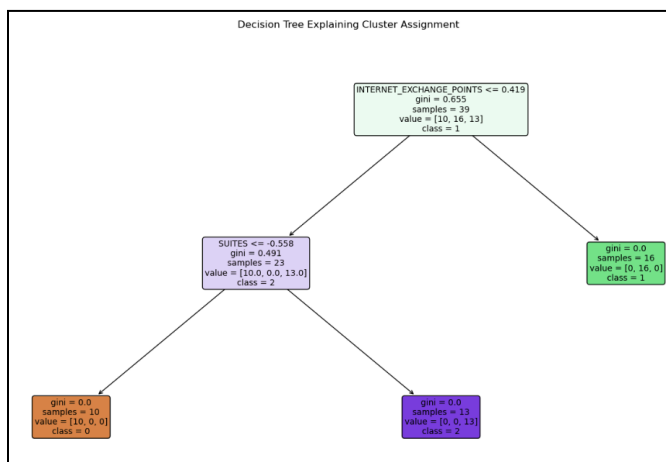 Decision Tree Explaining Cluster Assignment
INTERNET_EXCHANGE_POINTS <= 0.419
gini = 0.655
samples = 39
value = [10, 16, 13]
class = 1
SUITES <= -0.558
gini = 0.491
samples = 23
value = [10.0, 0.0, 13.0]
class = 2
gini = 0.0
samples = 16
value = [0, 16, 0]
class = 1
gini = 0.0
samples = 10
value = [10, 0, 0]
class = 0
gini = 0.0
samples = 13
value = [0, 0, 13]
class = 2